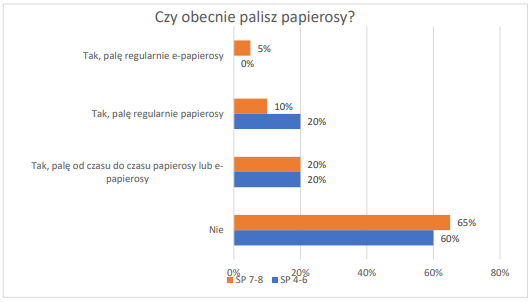 Czy obecnie palisz papierosy?
Tak, palę regularnie e-papierosy
5%
0%
Tak, palę regularnie papierosy
10%
20%
Tak, palę od czasu do czasu papierosy lub e-
papierosy
20%
20%
Nie
65%
60%
0% 20% 40% 60% 80%
SP 7-8 SP 4-6